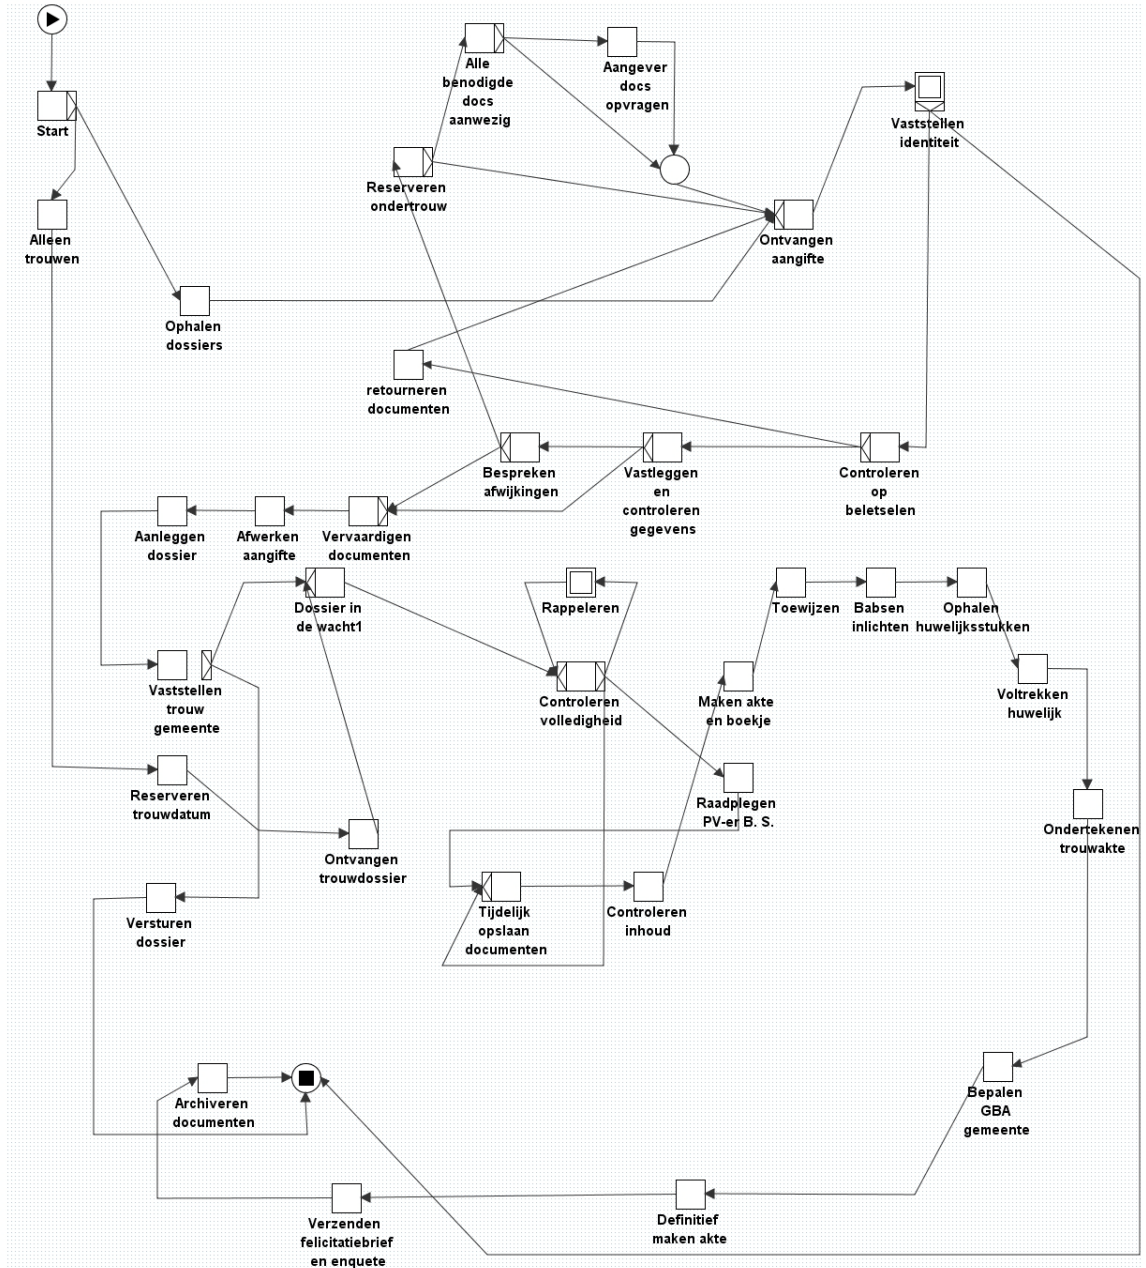 Alle
benodigde
docs
aanwezig
Aangever
docs
opvragen
Start
Vaststellen
identiteit
Reserveren
ondertrouw
Alleen
trouwen
Ontvangen
aangifte
Ophalen
dossiers
retourneren
documenten
Bespreken
afwijkingen
Vastleggen
en
controleren
gegevens
Controleren
op
beletselen
Aanleggen
dossier
Afwerken
aangifte
Vervaardigen
documenten
Dossier in
de wacht1
Rappeleren
Toewijzen
Babsen
inlichten
Ophalen
huwelijksstukken
Vaststellen
trouw
gemeente
Controleren
volledigheid
Maken akte
en boekje
Voltrekken
huwelijk
Reserveren
trouwdatum
Raadplegen
PV-er B. S.
Ondertekenen
trouwakte
Ontvangen
trouwdossier
Versturen
dossier
Tijdelijk
opslaan
documenten
Controleren
inhoud
Archiveren
documenten
Bepalen
GBA
gemeente
Verzenden
felicitatiebrief
en enquete
Definitief
maken akte